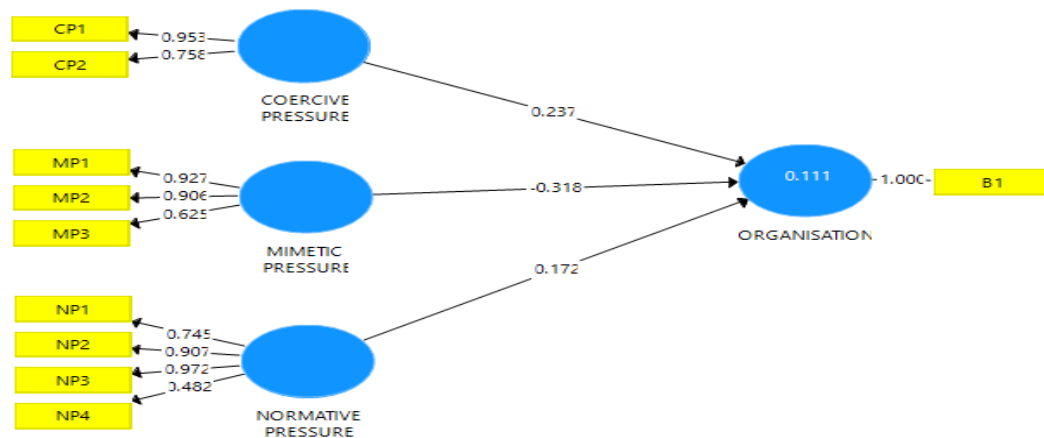 CP1
0.953
0.758
CP2
COERCIVE
PRESSURE
0.237
MP1
0.927
MP2
0.906
0.625
MP3
MIMETIC
PRESSURE
-0.318
0.111
1.000
B1
ORGANISATION
0.172
NP1
0.745
NP2
0.907
0.972
NP3
0.482
NP4
NORMATIVE
PRESSURE